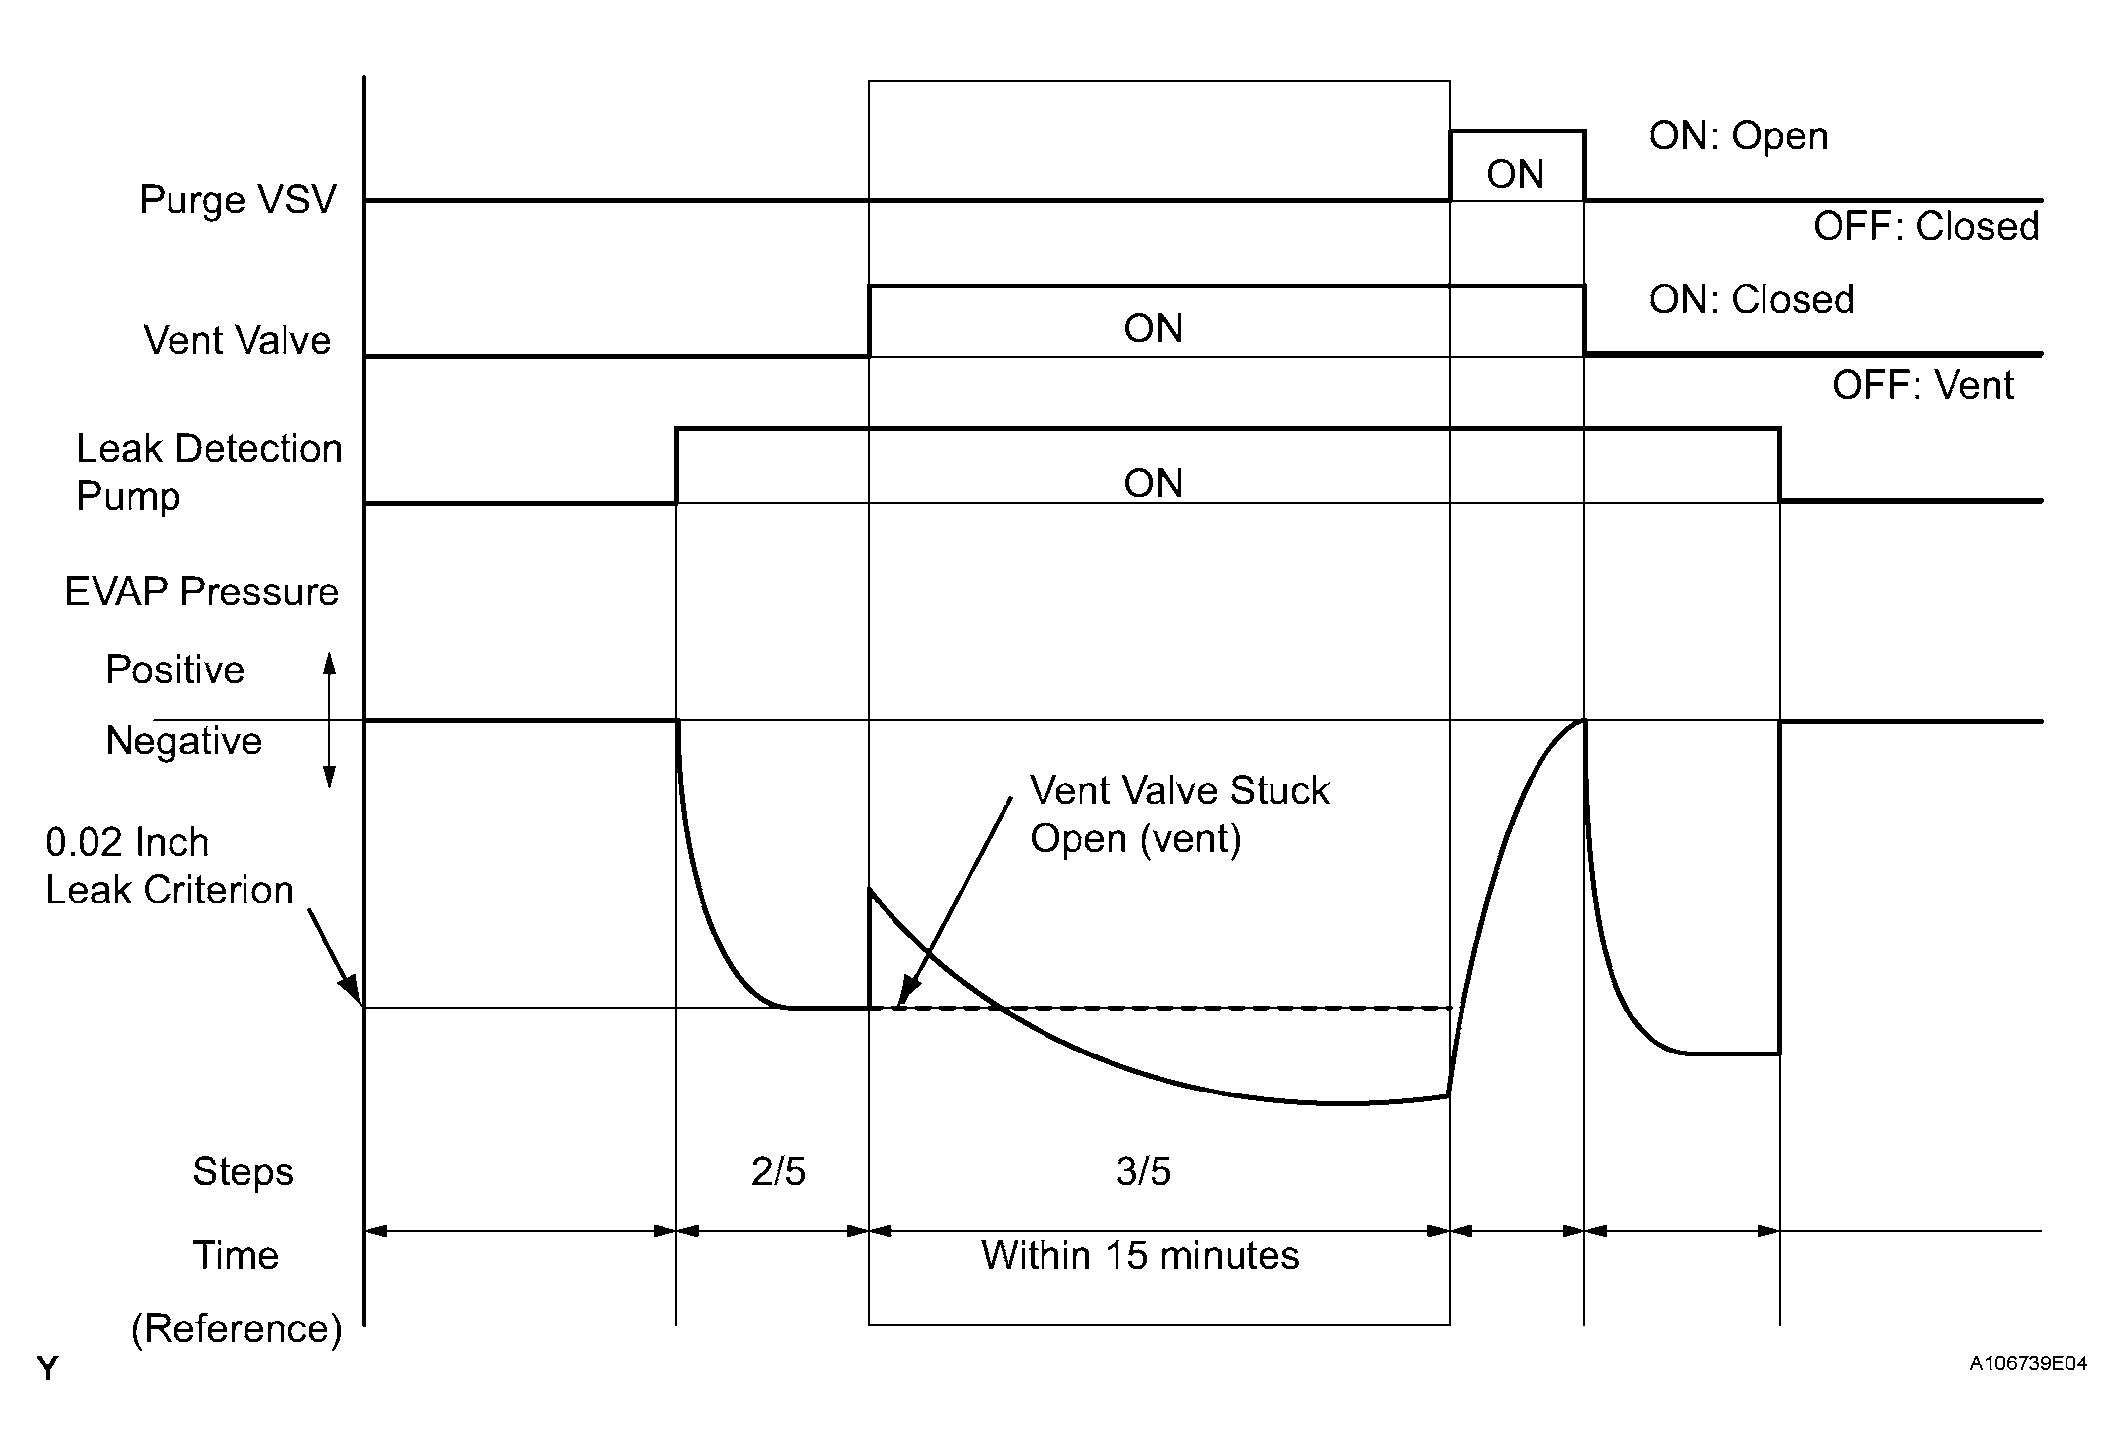 ON: Open
ON
Purge VSV
OFF: Closed
ON: Closed
ON
Vent Valve
OFF: Vent
Leak Detection
Pump
ON
EVAP Pressure
Positive
Negative
Vent Valve Stuck
Open (vent)
0.02 Inch
Leak Criterion
Steps
2/5
3/5
Time
Within 15 minutes
(Reference)
Y
A106739E04